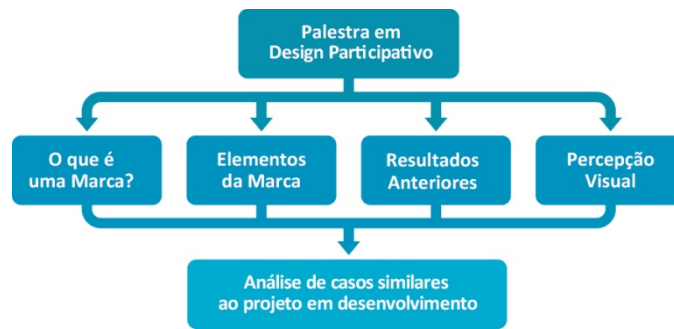 Palestra em
Design Participativo
O que é
uma Marca?
Elementos
da Marca
Resultados
Anteriores
Percepção
Visual
Análise de casos similares
ao projeto em desenvolvimento